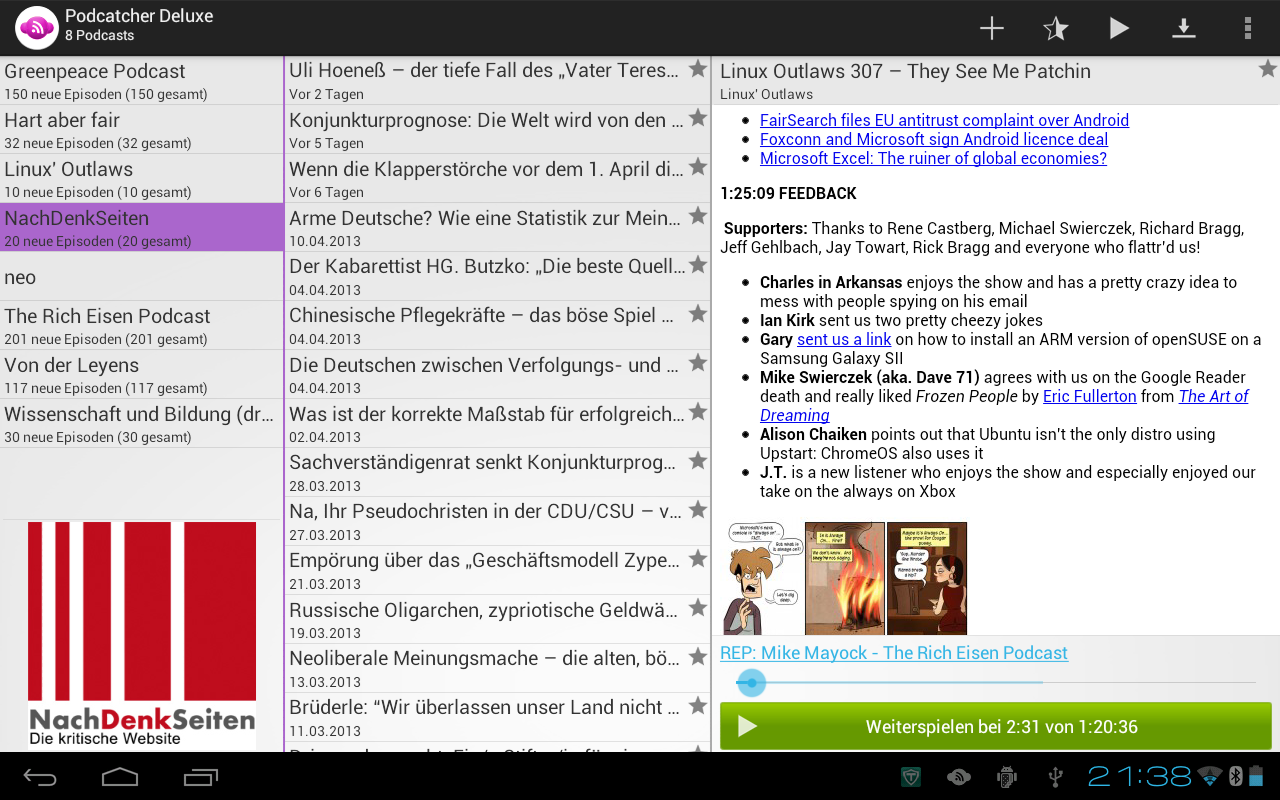 Podcatcher Deluxe
8 Podcasts
Greenpeace Podcast
150 neue Episoden (150 gesamt)
Hart aber fair
32 neue Episoden (32 gesamt)
Linux' Outlaws
10 neue Episoden (10 gesamt)
NachDenkSeiten
20 neue Episoden (20 gesamt)
neo
The Rich Eisen Podcast
201 neue Episoden (201 gesamt)
Von der Leyens
117 neue Episoden (117 gesamt)
Wissenschaft und Bildung (dr...
30 neue Episoden (30 gesamt)
NachDenkSeiten
Die kritische Website
Uli Hoeneß – der tiefe Fall des „Vater Teres...
Vor 2 Tagen
Konjunkturprognose: Die Welt wird von den ...
Vor 5 Tagen
Wenn die Klapperstörche vor dem 1. April di...
Vor 6 Tagen
Arme Deutsche? Wie eine Statistik zur Mein...
10.04.2013
Der Kabarettist HG. Butzko: „Die beste Quell...
04.04.2013
Chinesische Pflegekräfte – das böse Spiel ...
04.04.2013
Die Deutschen zwischen Verfolgungs- und ...
04.04.2013
Was ist der korrekte Maßstab für erfolgreich...
02.04.2013
Sachverständigenrat senkt Konjunkturprog...
28.03.2013
Na, Ihr Pseudochristen in der CDU/CSU – v...
27.03.2013
Empörung über das „Geschäftsmodell Zype...
21.03.2013
Russische Oligarchen, zypriotische Geldwä...
19.03.2013
Neoliberale Meinungsmache – die alten, bö...
13.03.2013
Brüderle: “Wir überlassen unser Land nicht ...
11.03.2013
Linux Outlaws 307 – They See Me Patchin
Linux' Outlaws
FairSearch files EU antitrust complaint over Android
Foxconn and Microsoft sign Android licence deal
Microsoft Excel: The ruiner of global economies?
1:25:09 FEEDBACK
Supporters: Thanks to Rene Castberg, Michael Swierczek, Richard Bragg,
Jeff Gehlbach, Jay Towart, Rick Bragg and everyone who flattr'd us!
Charles in Arkansas enjoys the show and has a pretty crazy idea to
mess with people spying on his email
Ian Kirk sent us two pretty cheezy jokes
Gary sent us a link on how to install an ARM version of openSUSE on a
Samsung Galaxy SII
Mike Swierczek (aka. Dave 71) agrees with us on the Google Reader
death and really liked Frozen People by Eric Fullerton from The Art of
Dreaming
Alison Chaiken points out that Ubuntu isn't the only distro using
Upstart: ChromeOS also uses it
J.T. is a new listener who enjoys the show and especially enjoyed our
take on the always on Xbox
REP: Mike Mayock - The Rich Eisen Podcast
Weiterspielen bei 2:31 von 1:20:36
21:38